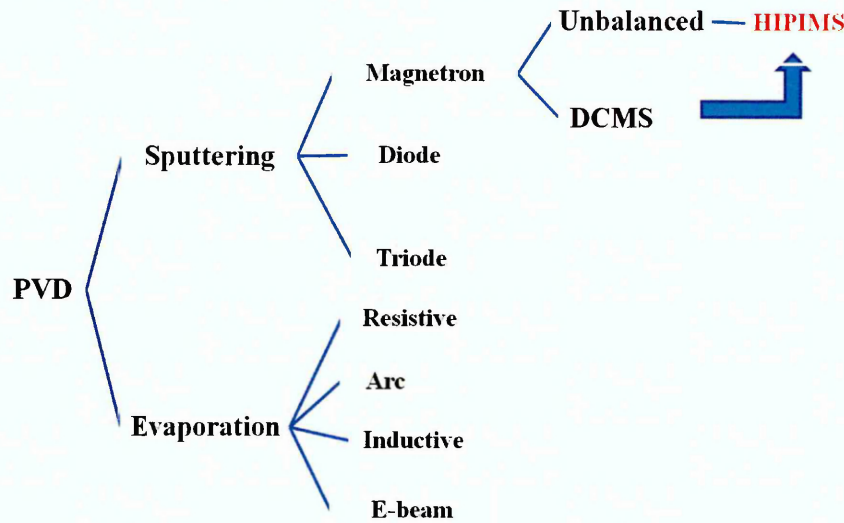 Unbalanced
HIPIMS
Magnetron
DCMS
Sputtering
Diode
Triode
PVD
Resistive
Arc
Evaporation
Inductive
E-beam